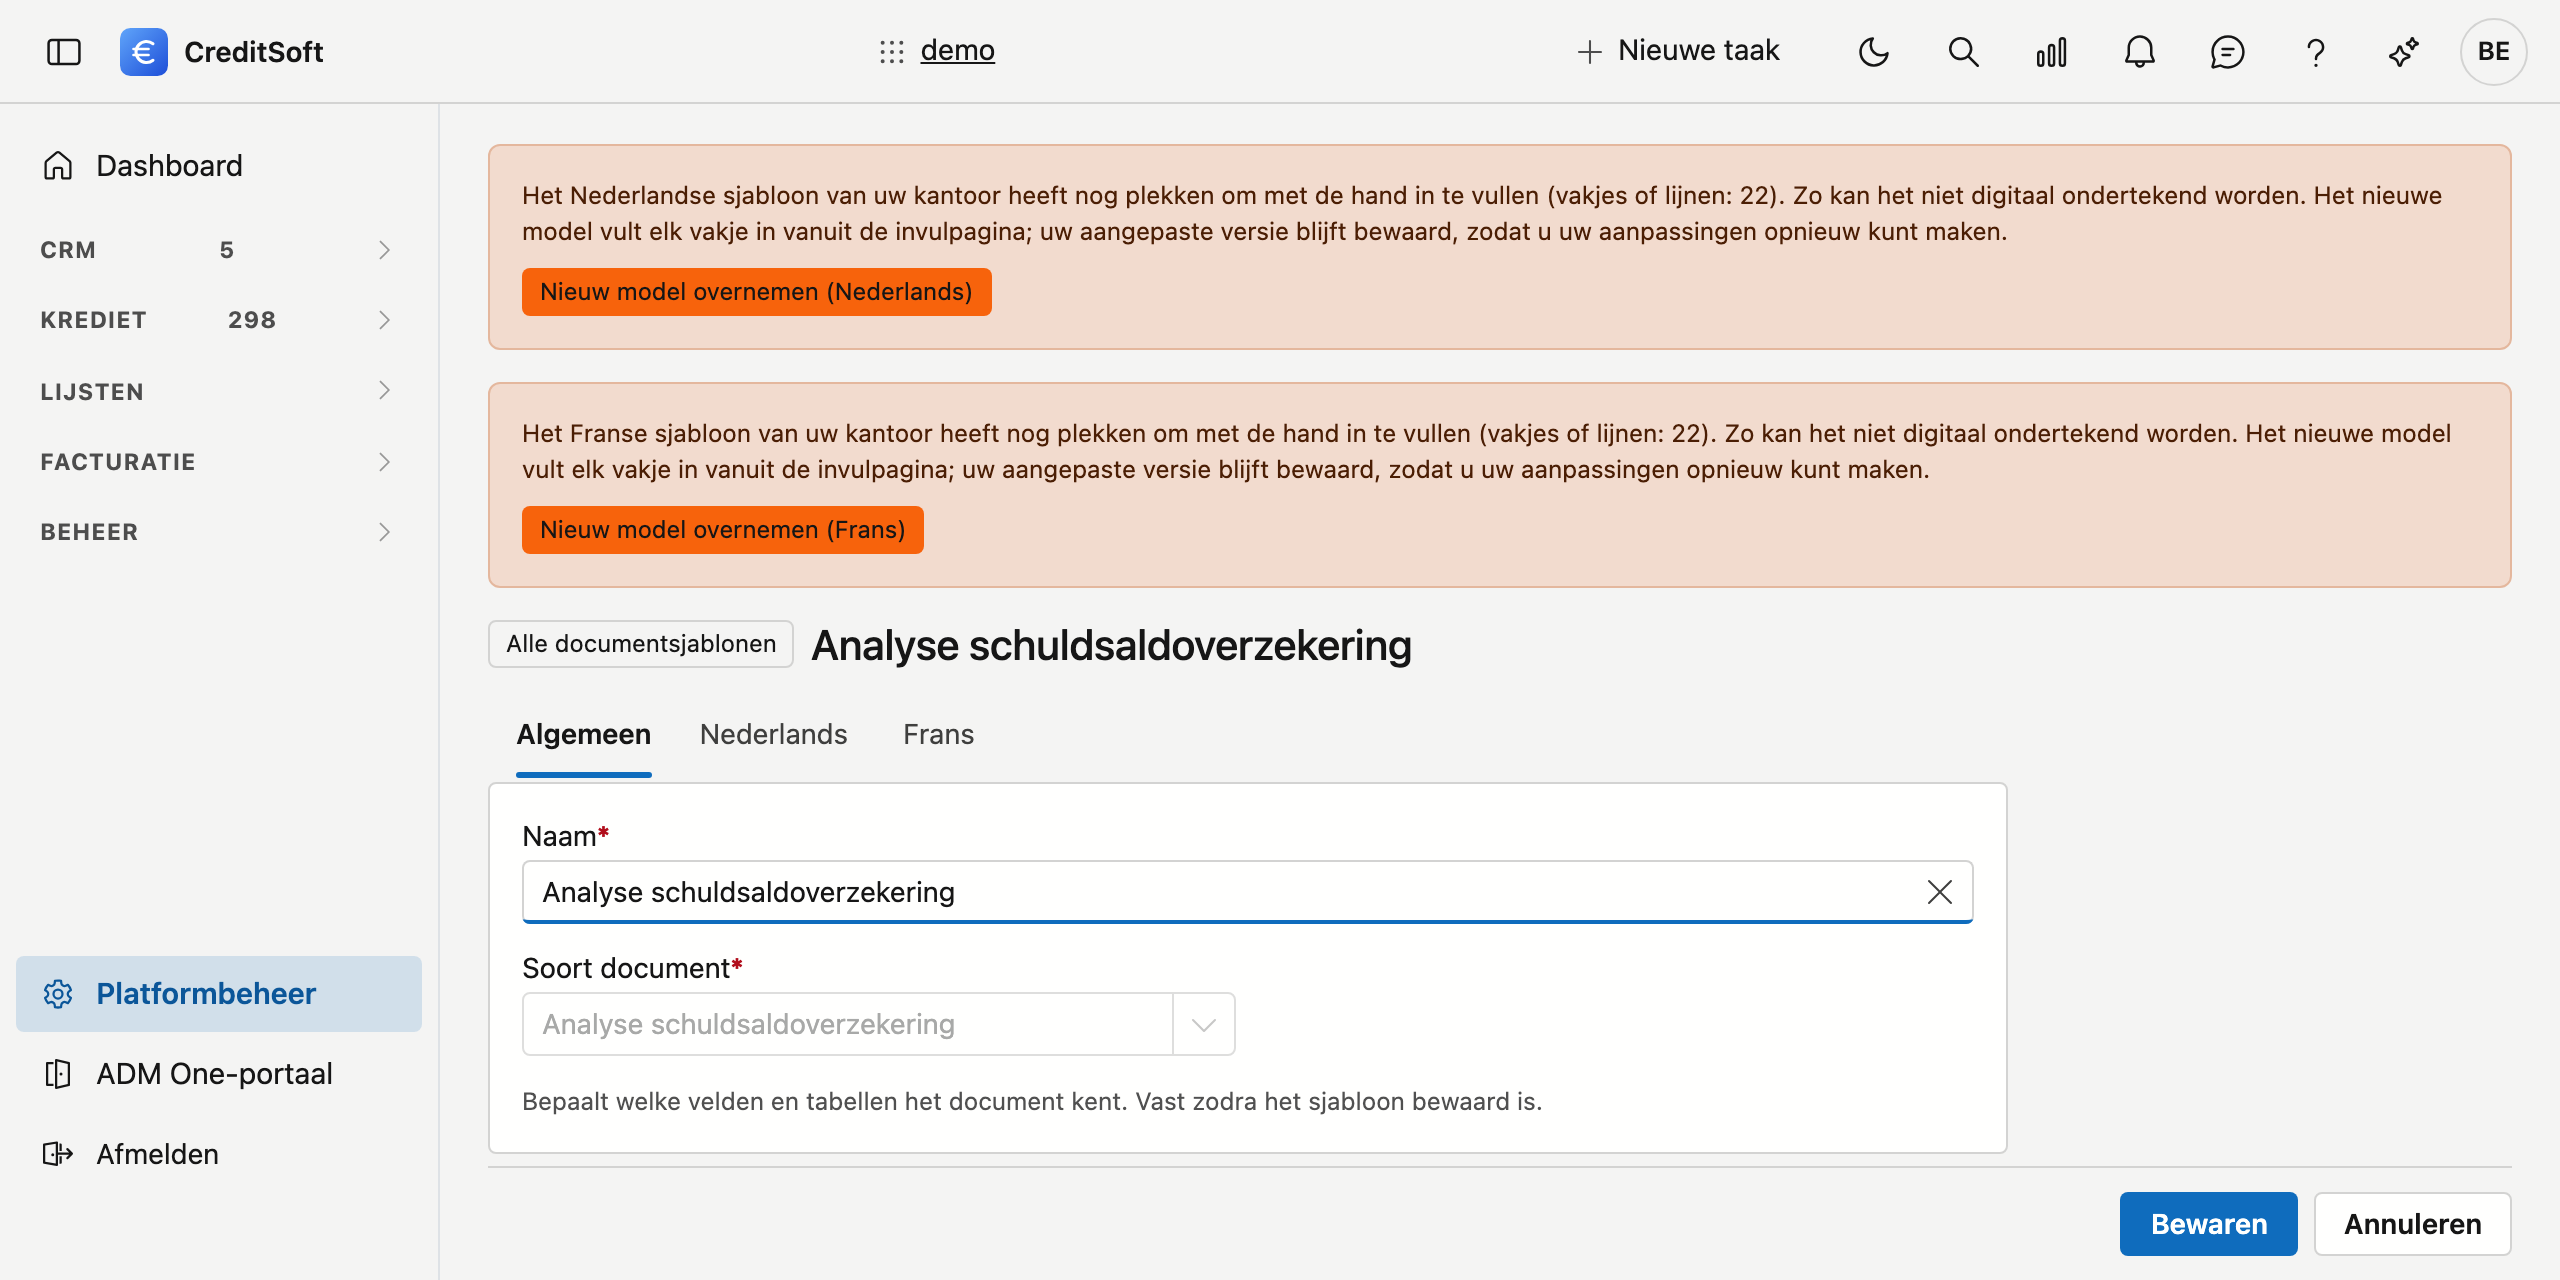 CreditSoft
demo
Nieuwe taak
BE
Dashboard
CRM 5
KREDIET 298
LIJSTEN
FACTURATIE
BEHEER
Platformbeheer
ADM One-portaal
Afmelden
Het Nederlandse sjabloon van uw kantoor heeft nog plekken om met de hand in te vullen (vakjes of lijnen: 22). Zo kan het niet digitaal ondertekend worden. Het nieuwe
model vult elk vakje in vanuit de invulpagina; uw aangepaste versie blijft bewaard, zodat u uw aanpassingen opnieuw kunt maken.
Nieuw model overnemen (Nederlands)
Het Franse sjabloon van uw kantoor heeft nog plekken om met de hand in te vullen (vakjes of lijnen: 22). Zo kan het niet digitaal ondertekend worden. Het nieuwe model
vult elk vakje in vanuit de invulpagina; uw aangepaste versie blijft bewaard, zodat u uw aanpassingen opnieuw kunt maken.
Nieuw model overnemen (Frans)
Alle documentsjablonen
Analyse schuldsaldoverzekering
Algemeen
Nederlands
Frans
Naam*
Analyse schuldsaldoverzekering
Soort document*
Analyse schuldsaldoverzekering
Bepaalt welke velden en tabellen het document kent. Vast zodra het sjabloon bewaard is.
Bewaren
Annuleren